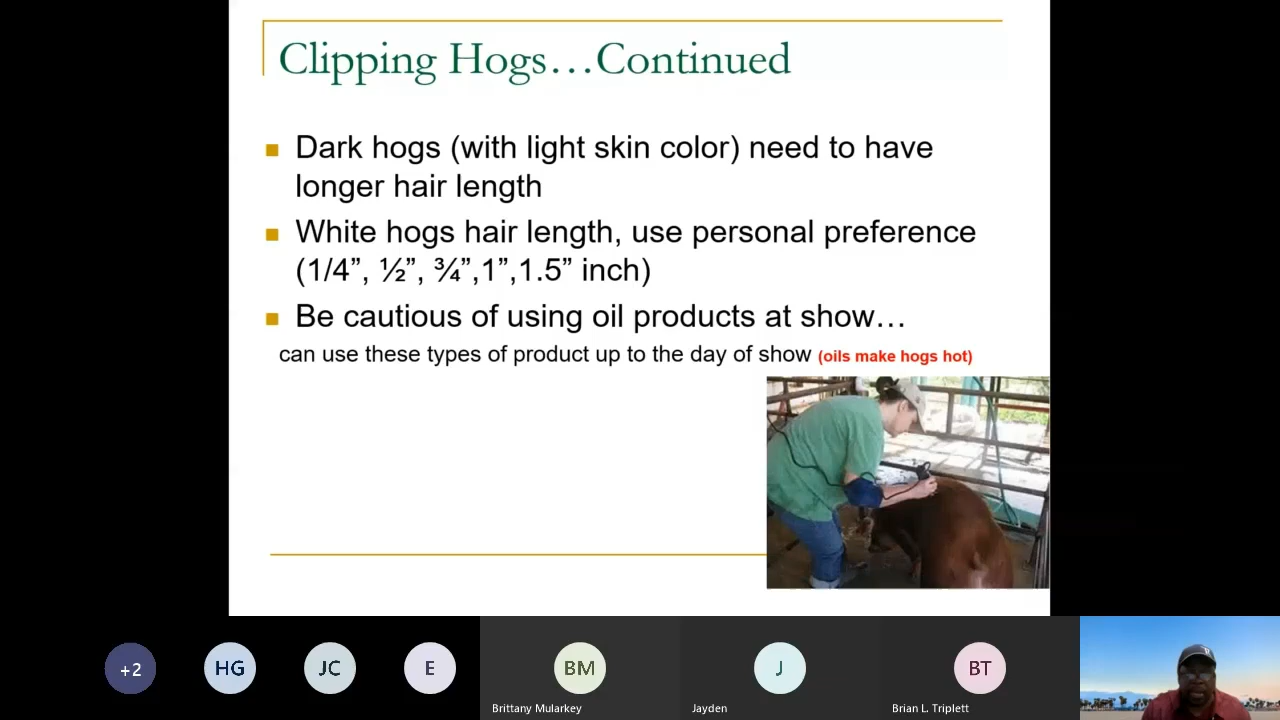 Clipping Hogs…Continued
Dark hogs (with light skin color) need to have
longer hair length
White hogs hair length, use personal preference
(1/4”, ½”, ¾”,1”,1.5” inch)
Be cautious of using oil products at show…
can use these types of product up to the day of show (oils make hogs hot)
+2
HG
JC
E
BM
J
BT
Brittany Mularkey
Jayden
Brian L. Triplett